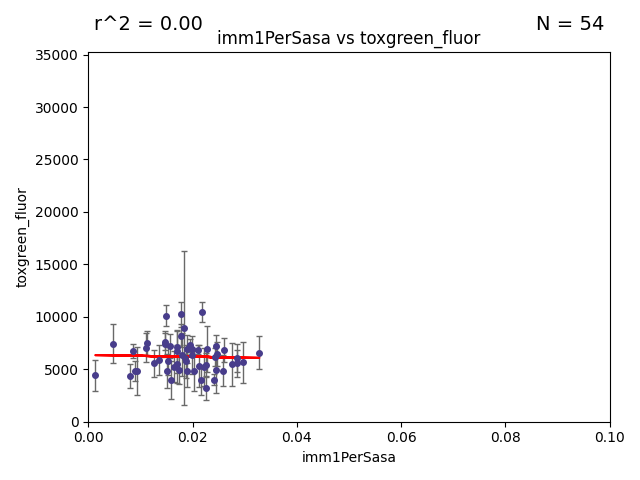 r^2 = 0.00
N = 54
imm1PerSasa vs toxgreen_fluor
35000
30000
25000
20000
15000
10000
5000
0
toxgreen_fluor
0.00
0.02
0.04
0.06
0.08
0.10
imm1PerSasa